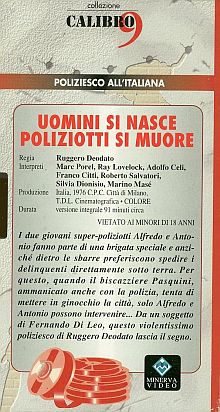 collezione
CALIBRO 9
POLIZIESCO ALL'ITALIANA
UOMINI SI NASCE
POLIZIOTTI SI MUORE
Regia Ruggero Deodato
Interpreti Marc Porel, Ray Lovelock, Adolfo Celi,
Franco Citti, Roberto Salvatori,
Silvia Dionisio, Marino Masé
Produzione Italia, 1976 C.P.C. Città di Milano,
T.D.L. Cinematografica • COLORE
Durata versione integrale 91 minuti circa
VIETATO AI MINORI DI 18 ANNI
I due giovani super-poliziotti Alfredo e Anto-
nio fanno parte di una brigata speciale e anzi-
ché dietro le sbarre preferiscono spedire i
delinquenti direttamente sotto terra. Per
questo, quando il biscazziere Pasquini,
ammanicato anche con la polizia, tenta di
mettere in ginocchio la città, solo Alfredo e
Antonio possono intervenire... Da un soggetto
di Fernando Di Leo, questo violentissimo
poliziesco di Ruggero Deodato lascia il segno.
MINERVA
VIDEO